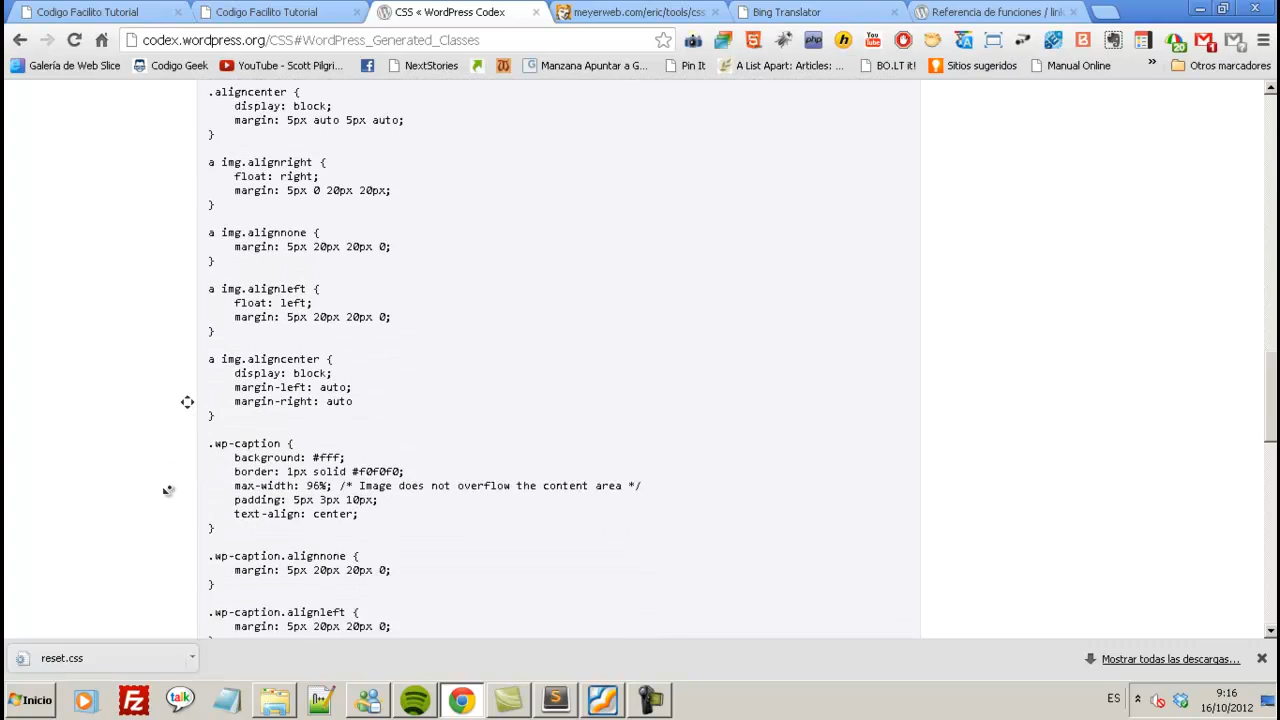 Codigo Facilito Tutorial
Codigo Facilito Tutorial
CSS « WordPress Codex
meyerweb.com/eric/tools/css
Bing Translator
Referencia de funciones / link
codex.wordpress.org/CSS#WordPress_Generated_Classes
Galería de Web Slice
Codigo Geek
YouTube - Scott Pilgri...
NextStories
Manzana Apuntar a G...
Pin It
A List Apart: Articles: ...
BO.LT it!
Sitios sugeridos
Manual Online
Otros marcadores
.aligncenter {
display: block;
margin: 5px auto 5px auto;
}
a img.alignright {
float: right;
margin: 5px 0 20px 20px;
}
a img.alignnone {
margin: 5px 20px 20px 0;
}
a img.alignleft {
float: left;
margin: 5px 20px 20px 0;
}
a img.aligncenter {
display: block;
margin-left: auto;
margin-right: auto
}
.wp-caption {
background: #fff;
border: 1px solid #f0f0f0;
max-width: 96%; /* Image does not overflow the content area */
padding: 5px 3px 10px;
text-align: center;
}
.wp-caption.alignnone {
margin: 5px 20px 20px 0;
}
.wp-caption.alignleft {
margin: 5px 20px 20px 0;
reset.css
Mostrar todas las descargas...
Inicio
talk
ES
9:16
16/10/2012